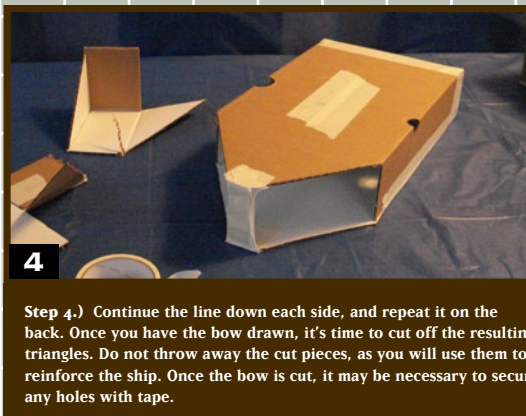 4
Step 4.) Continue the line down each side, and repeat it on the
back. Once you have the bow drawn, it's time to cut off the resultin
triangles. Do not throw away the cut pieces, as you will use them to
reinforce the ship. Once the bow is cut, it may be necessary to secur
any holes with tape.